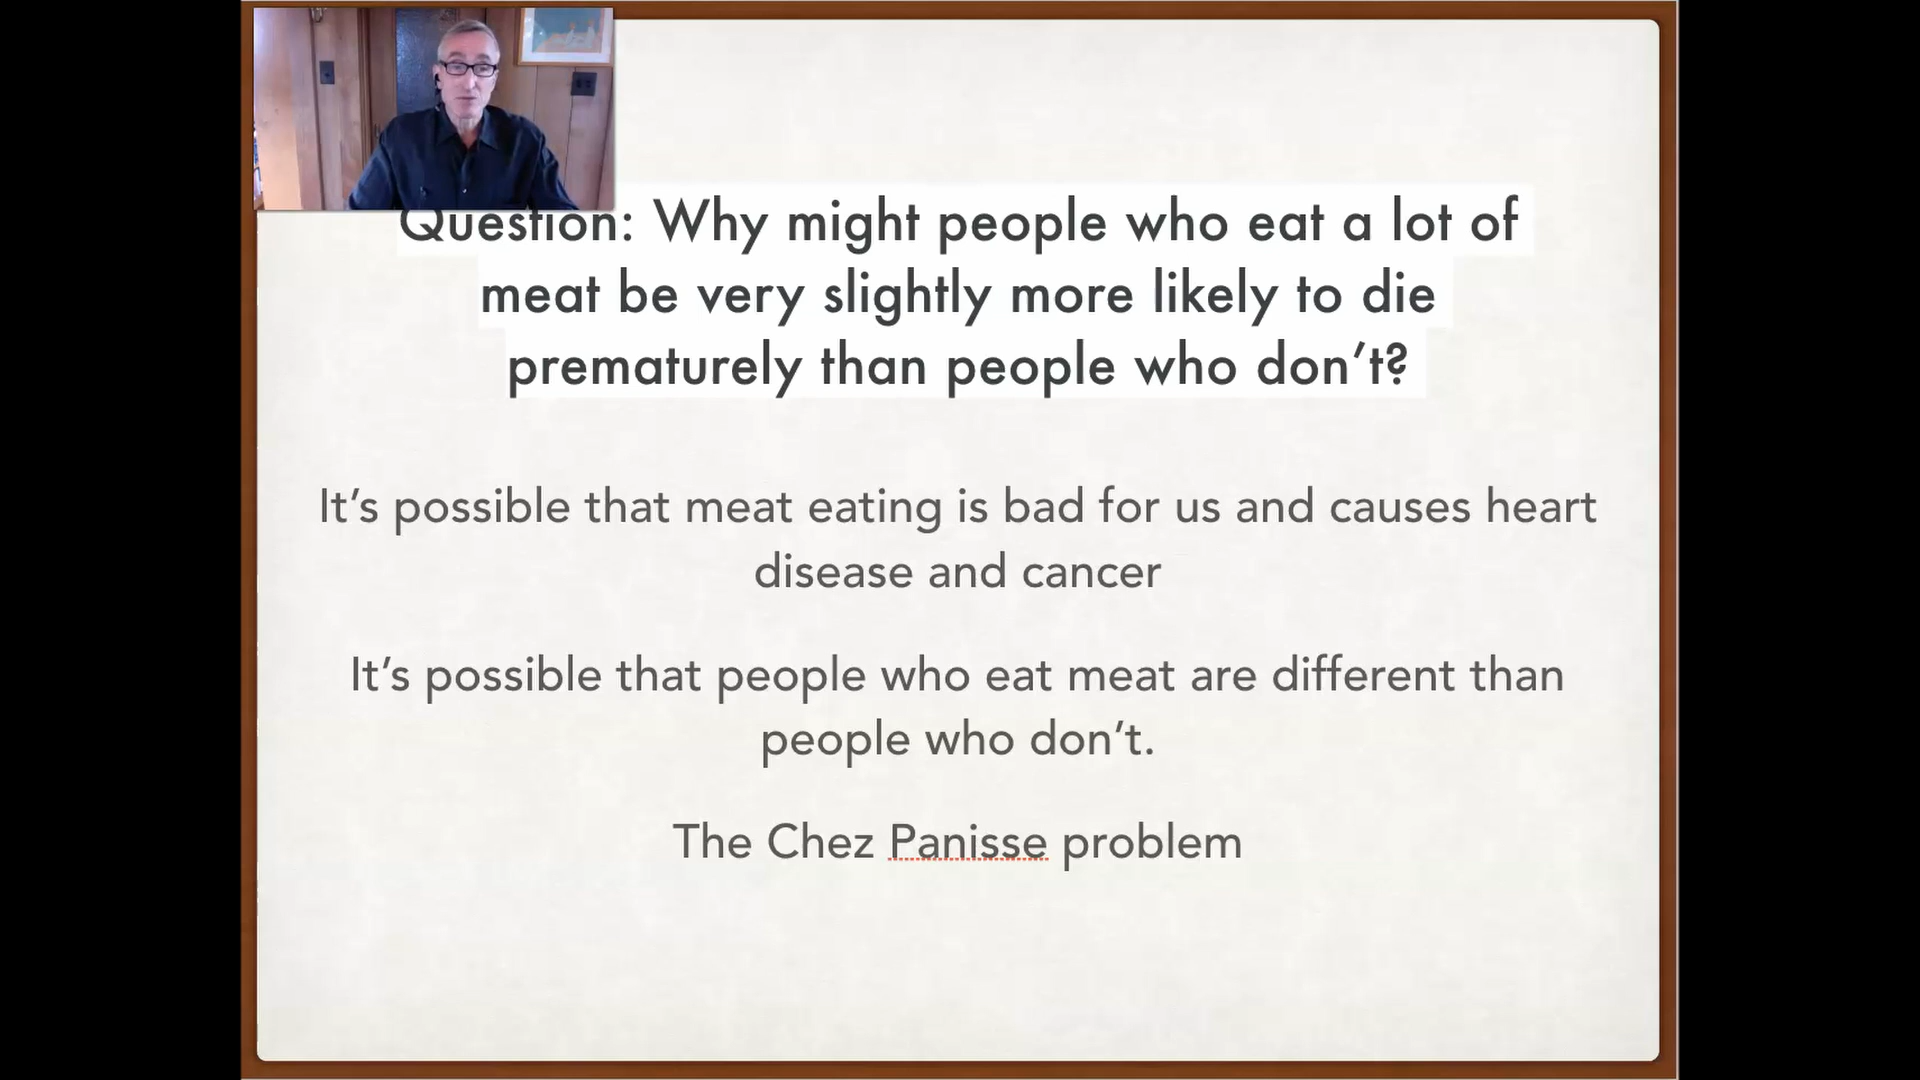 Question: Why might people who eat a lot of
meat be very slightly more likely to die
prematurely than people who don’t?
It’s possible that meat eating is bad for us and causes heart
disease and cancer
It’s possible that people who eat meat are different than
people who don’t.
The Chez Panisse problem